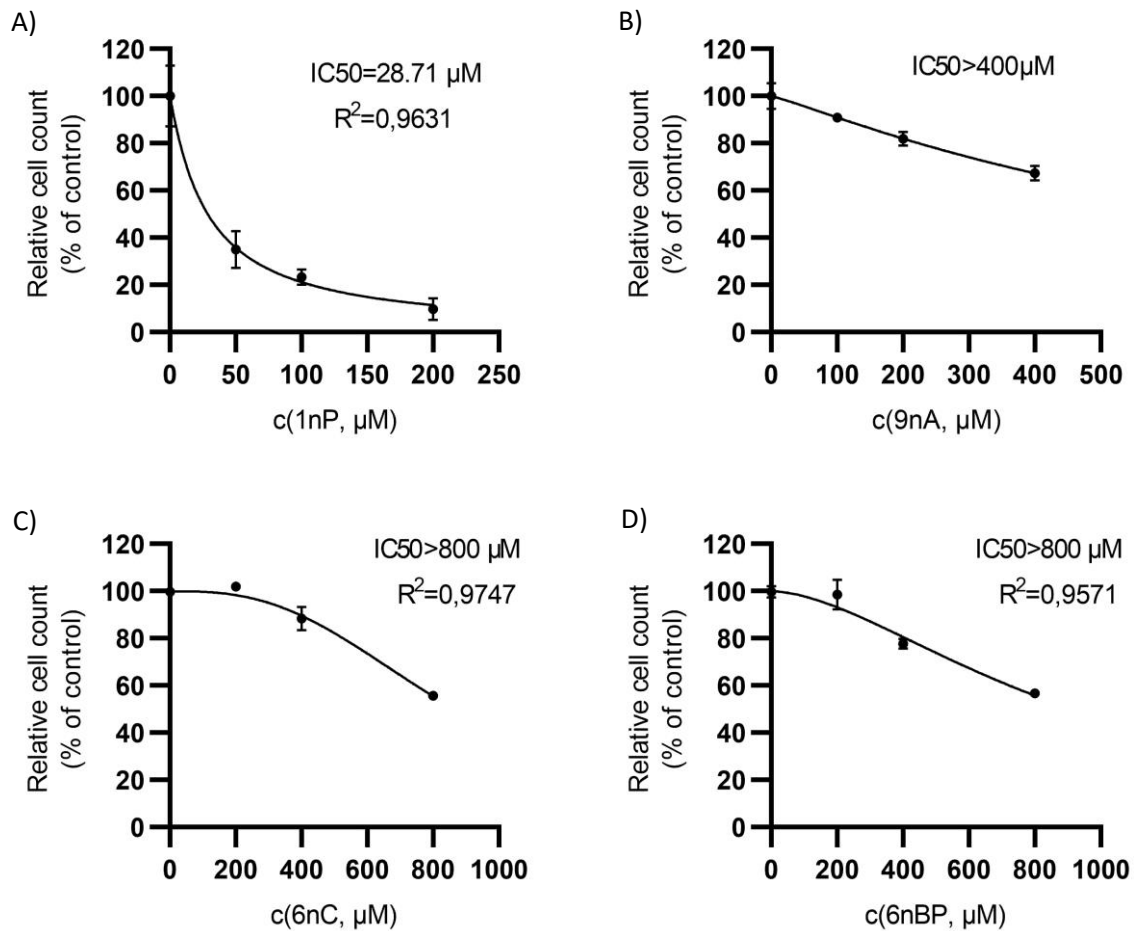 A)
IC50=28.71 µM
R²=0,9631
Relative cell count
(% of control)
120
100
80
60
40
20
0
0 50 100 150 200 250
c(1nP, µM)
B)
IC50>400µM
Relative cell count
(% of control)
120
100
80
60
40
20
0
0 100 200 300 400 500
c(9nA, µM)
C)
IC50>800 µM
R²=0,9747
Relative cell count
(% of control)
120
100
80
60
40
20
0
0 200 400 600 800 1000
c(6nC, µM)
D)
IC50>800 µM
R²=0,9571
Relative cell count
(% of control)
120
100
80
60
40
20
0
0 200 400 600 800 1000
c(6nBP, µM)